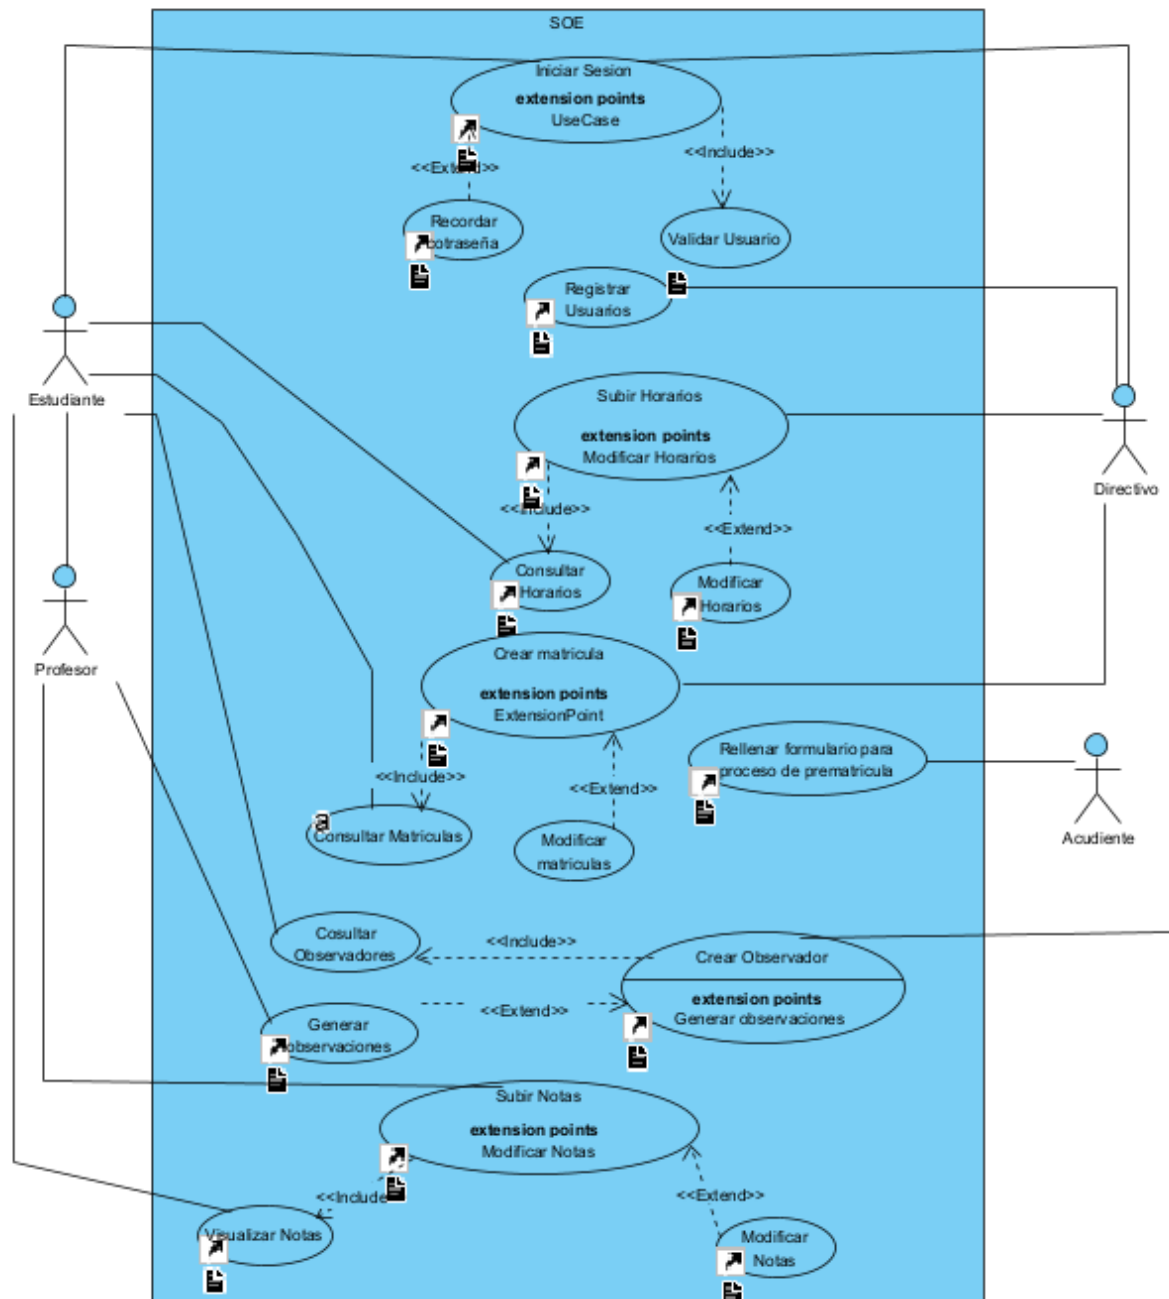 SOE
Iniciar Sesion
extension points
UseCase
<<Include>>
<<Extend>>
Recordar
cotraseña
Validar Usuario
Registrar
Usuarios
Estudiante
Subir Horarios
extension points
Modificar Horarios
Directivo
<<Include>>
<<Extend>>
Consultar
Horarios
Modificar
Horarios
Profesor
Crear matricula
extension points
ExtensionPoint
Rellenar formulario para
proceso de prematricula
<<Include>>
<<Extend>>
Acudiente
Consultar Matriculas
Modificar
matriculas
Cosultar
Observadores
<<Include>>
Crear Observador
extension points
Generar observaciones
<<Extend>>
Generar
observaciones
Subir Notas
extension points
Modificar Notas
<<Include
<<Extend>>
Visualizar Notas
Modificar
Notas